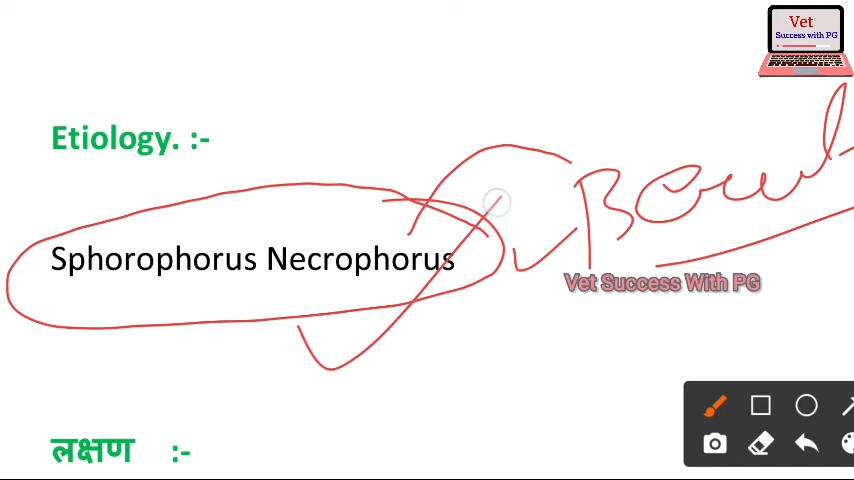 Vet
Success with PG
Etiology. :-
Sphorophorus Necrophorus
Vet Success With PG
लक्षण :-